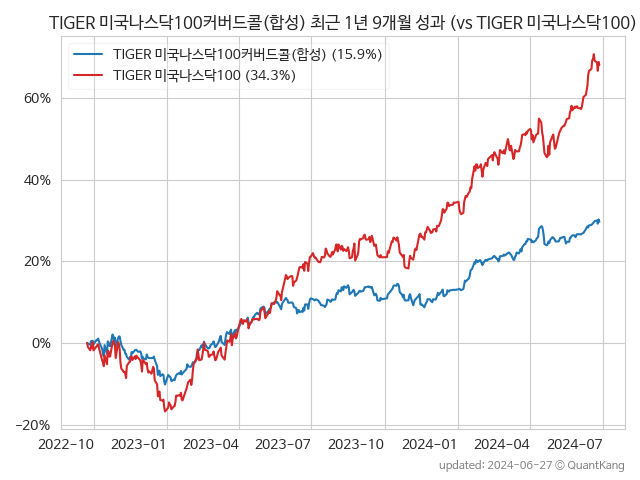 TIGER 미국나스닥100커버드콜(합성) 최근 1년 9개월 성과 (vs TIGER 미국나스닥100)
TIGER 미국나스닥100커버드콜(합성) (15.9%)
TIGER 미국나스닥100 (34.3%)
60%
40%
20%
0%
−20%
2022-10 2023-01 2023-04 2023-07 2023-10 2024-01 2024-04 2024-07
updated: 2024-06-27 © QuantKang